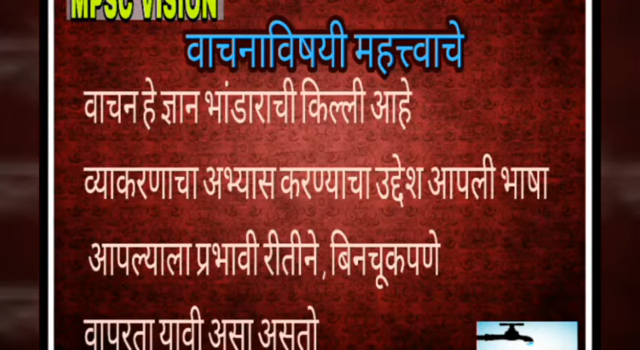 MPSC VISION
वाचनाविषयी महत्त्वाचे
वाचन हे ज्ञान भांडाराची किल्ली आहे
व्याकरणाचा अभ्यास करण्याचा उद्देश आपली भाषा
आपल्याला प्रभावी रीतीने , बिनचूकपणे
वापरता यावी असा असतो